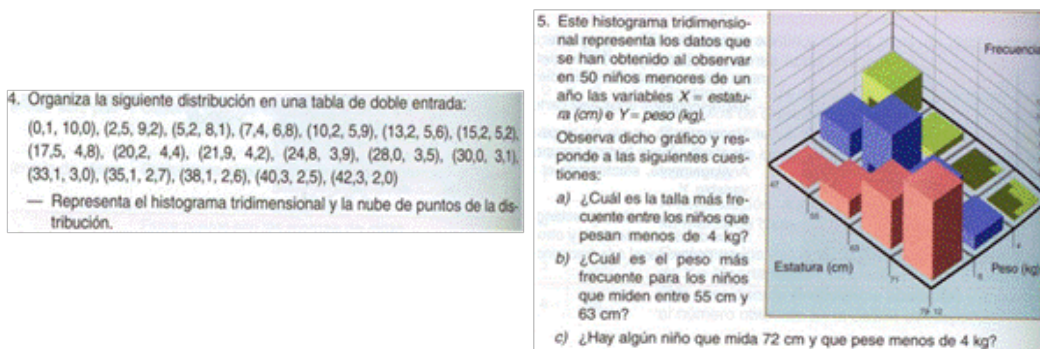 4. Organiza la siguiente distribución en una tabla de doble entrada:
(0,1, 10,0), (2,5, 9,2), (5,2, 8,1), (7,4, 6,8), (10,2, 5,9), (13,2, 5,6), (15,2, 5,2),
(17,5, 4,8), (20,2, 4,4), (21,9, 4,2), (24,8, 3,9), (28,0, 3,5), (30,0, 3,1),
(33,1, 3,0), (35,1, 2,7), (38,1, 2,6), (40,3, 2,5), (42,3, 2,0)
— Representa el histograma tridimensional y la nube de puntos de la dis-
tribución.
5. Este histograma tridimensio-
nal representa los datos que
se han obtenido al observar
en 50 niños menores de un
año las variables X = estatu-
ra (cm) e Y = peso (kg).
Observa dicho gráfico y res-
ponde a las siguientes cues-
tiones:
a) ¿Cuál es la talla más fre-
cuente entre los niños que
pesan menos de 4 kg?
b) ¿Cuál es el peso más
frecuente para los niños
que miden entre 55 cm y
63 cm?
c) ¿Hay algún niño que mida 72 cm y que pese menos de 4 kg?
Frecuencia
47
55
63
71
79 12
8
4
Estatura (cm)
Peso (kg)